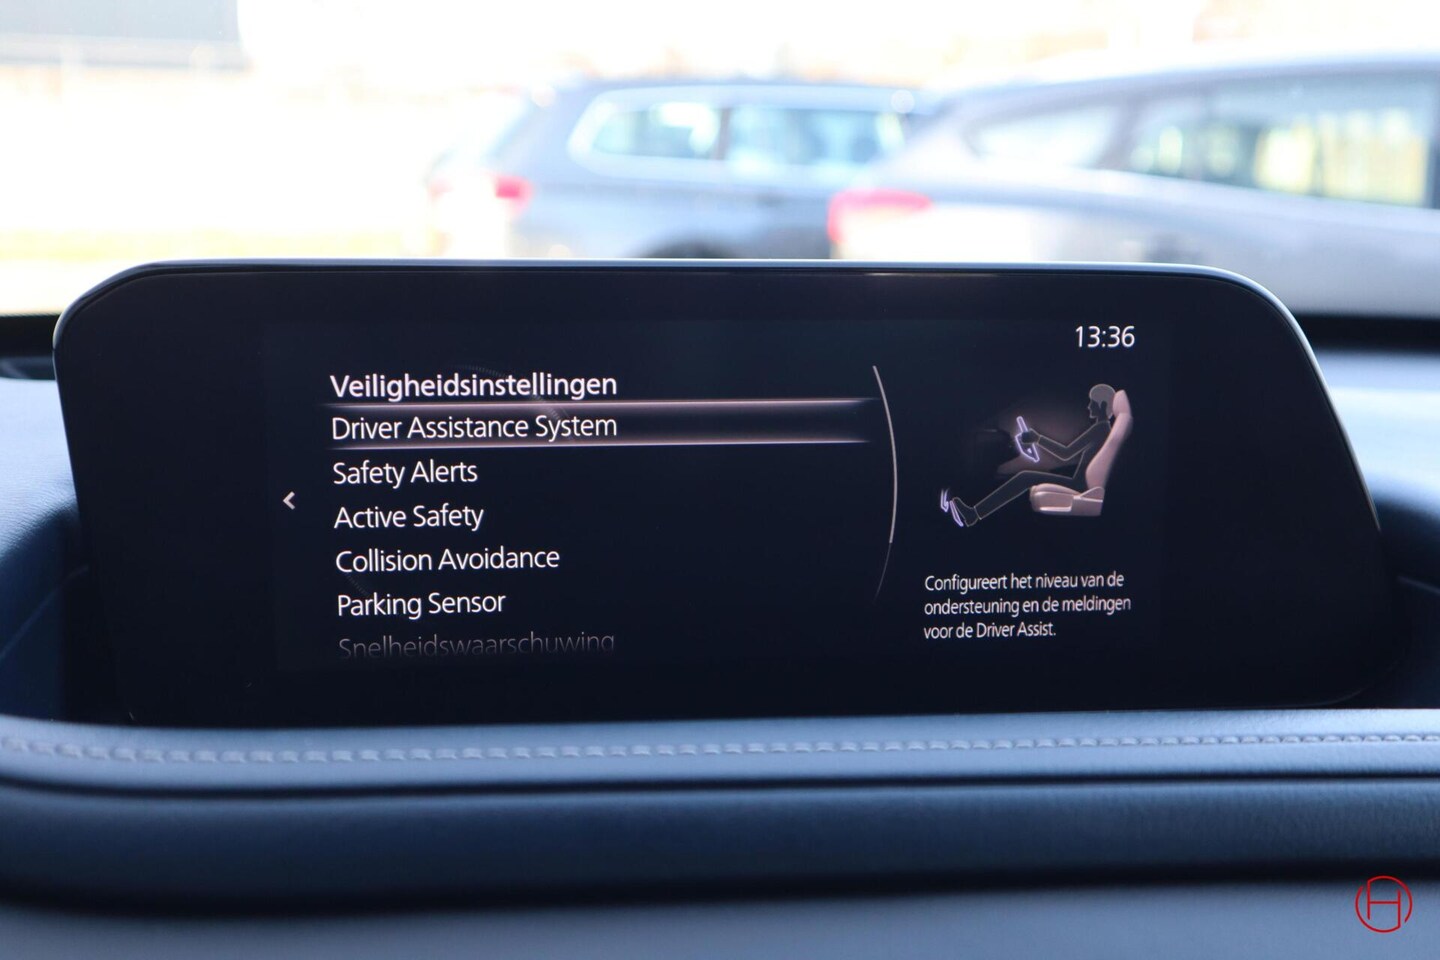 13:36
Veiligheidsinstellingen
Driver Assistance System
Safety Alerts
Active Safety
Collision Avoidance
Parking Sensor
Snelheidswaarschuwing
Configureert het niveau van de
ondersteuning en de meldingen
voor de Driver Assist.